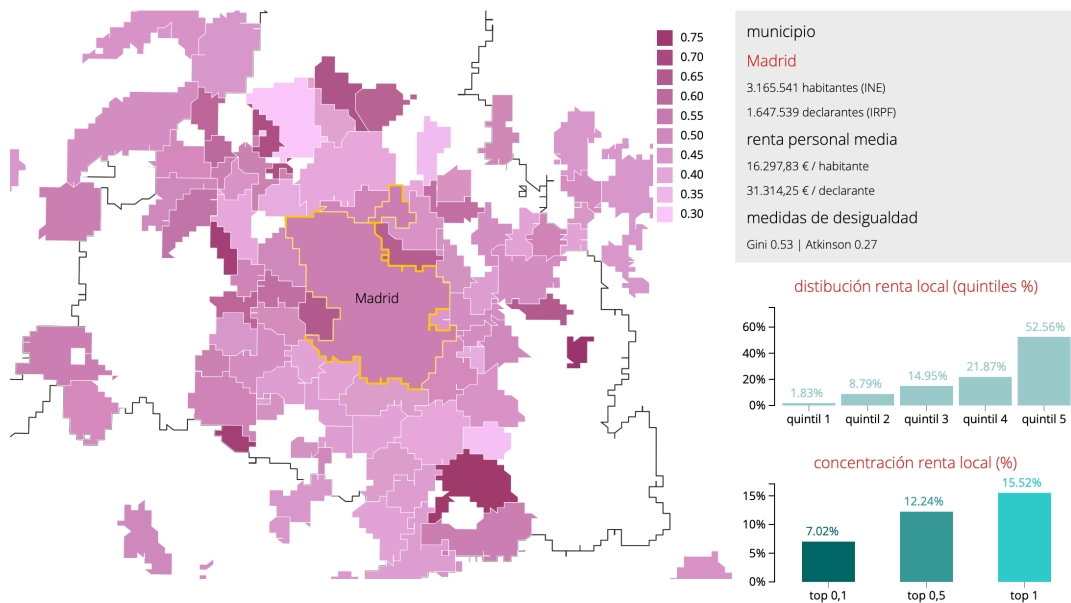 Madrid
0.75
0.70
0.65
0.60
0.55
0.50
0.45
0.40
0.35
0.30
municipio
Madrid
3.165.541 habitantes (INE)
1.647.539 declarantes (IRPF)
renta personal media
16.297,83 € / habitante
31.314,25 € / declarante
medidas de desigualdad
Gini 0.53 | Atkinson 0.27
distibución renta local (quintiles %)
60%
40%
20%
0%
1.83%
8.79%
14.95%
21.87%
52.56%
quintil 1
quintil 2
quintil 3
quintil 4
quintil 5
concentración renta local (%)
15%
10%
5%
0%
7.02%
12.24%
15.52%
top 0,1
top 0,5
top 1